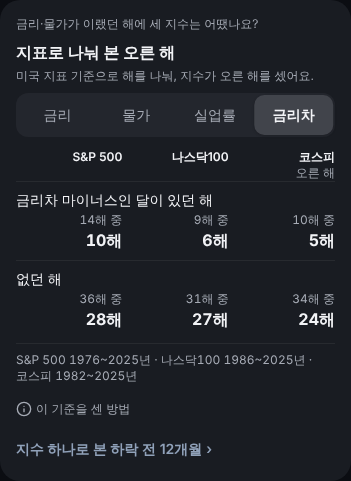 금리·물가가 이랬던 해에 세 지수는 어땠나요?
지표로 나눠 본 오른 해
미국 지표 기준으로 해를 나눠, 지수가 오른 해를 셌어요.
금리 물가 실업률 금리차
S&P 500 나스닥100 코스피
오른 해
금리차 마이너스인 달이 있던 해
14해 중 9해 중 10해 중
10해 6해 5해
없던 해
36해 중 31해 중 34해 중
28해 27해 24해
S&P 500 1976~2025년 · 나스닥100 1986~2025년 ·
코스피 1982~2025년
이 기준을 센 방법
지수 하나로 본 하락 전 12개월 ›